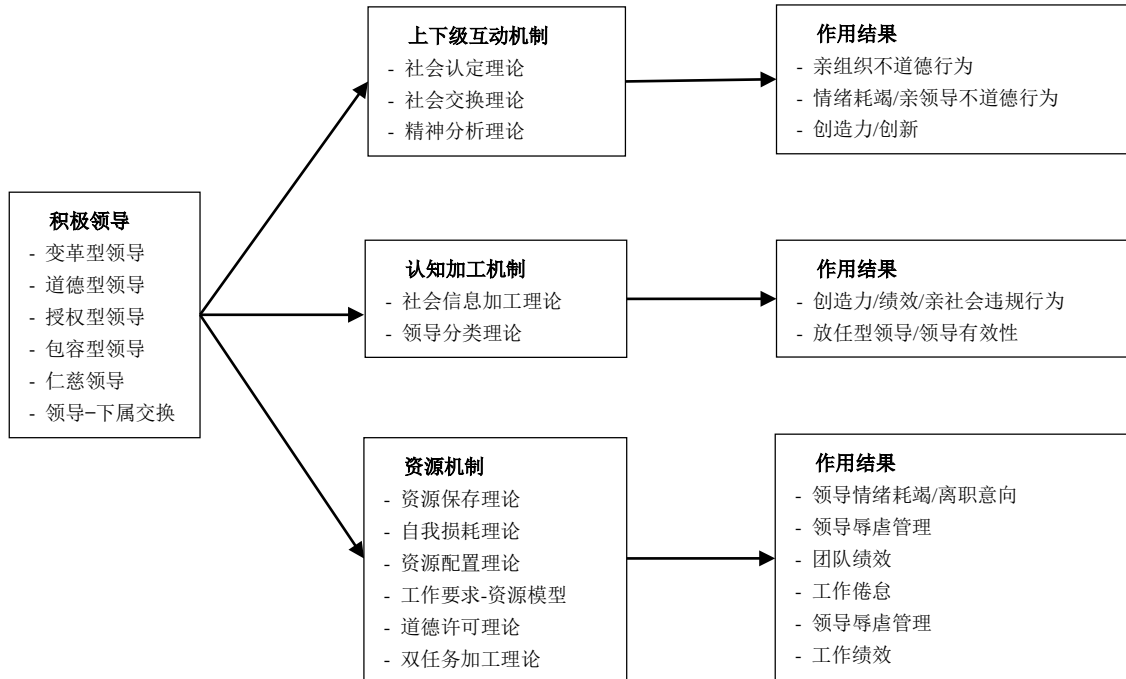 积极领导
- 变革型领导
- 道德型领导
- 授权型领导
- 包容型领导
- 仁慈领导
- 领导−下属交换
上下级互动机制
- 社会认定理论
- 社会交换理论
- 精神分析理论
作用结果
- 亲组织不道德行为
- 情绪耗竭/亲领导不道德行为
- 创造力/创新
认知加工机制
- 社会信息加工理论
- 领导分类理论
作用结果
- 创造力/绩效/亲社会违规行为
- 放任型领导/领导有效性
资源机制
- 资源保存理论
- 自我损耗理论
- 资源配置理论
- 工作要求-资源模型
- 道德许可理论
- 双任务加工理论
作用结果
- 领导情绪耗竭/离职意向
- 领导辱虐管理
- 团队绩效
- 工作倦怠
- 领导辱虐管理
- 工作绩效